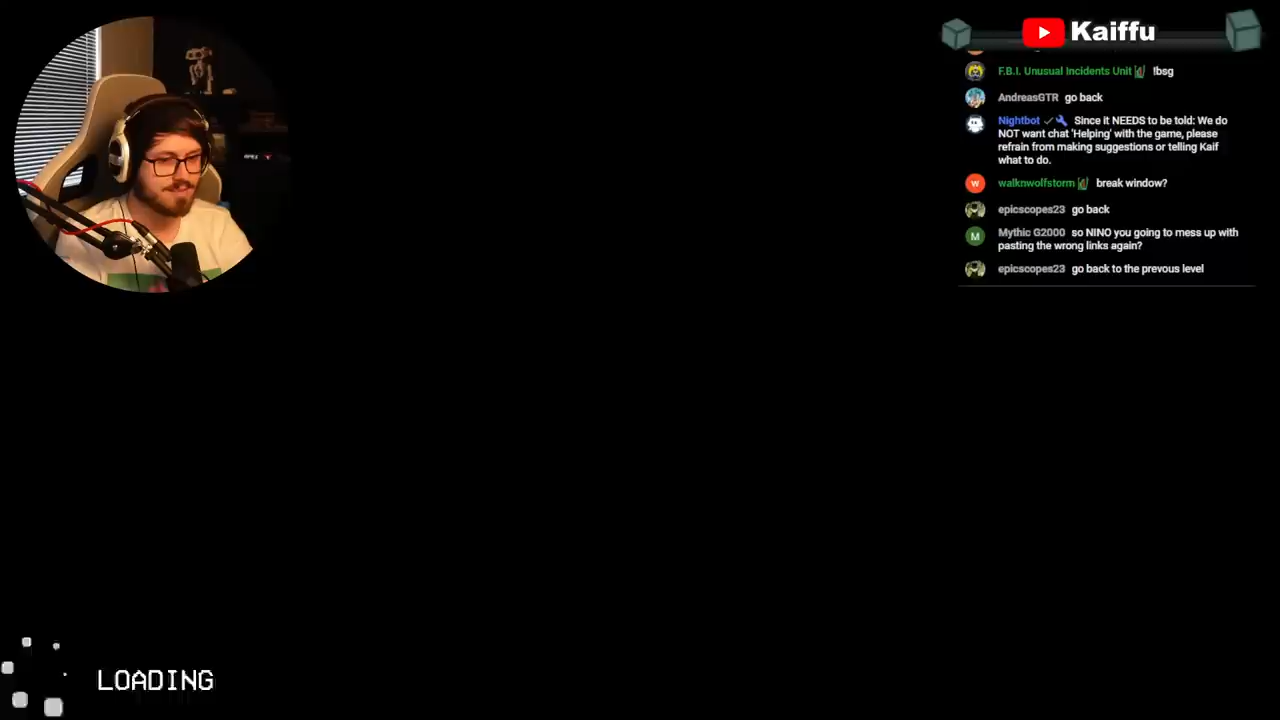 Kaiffu
F.B.I. Unusual Incidents Unit !bsg
AndreasGTR go back
Nightbot Since it NEEDS to be told: We do
NOT want chat 'Helping' with the game, please
refrain from making suggestions or telling Kaif
what to do.
W walknwolfstorm break window?
epicscopes23 go back
M Mythic G2000 so NINO you going to mess up with
pasting the wrong links again?
epicscopes23 go back to the prevous level
LOADING